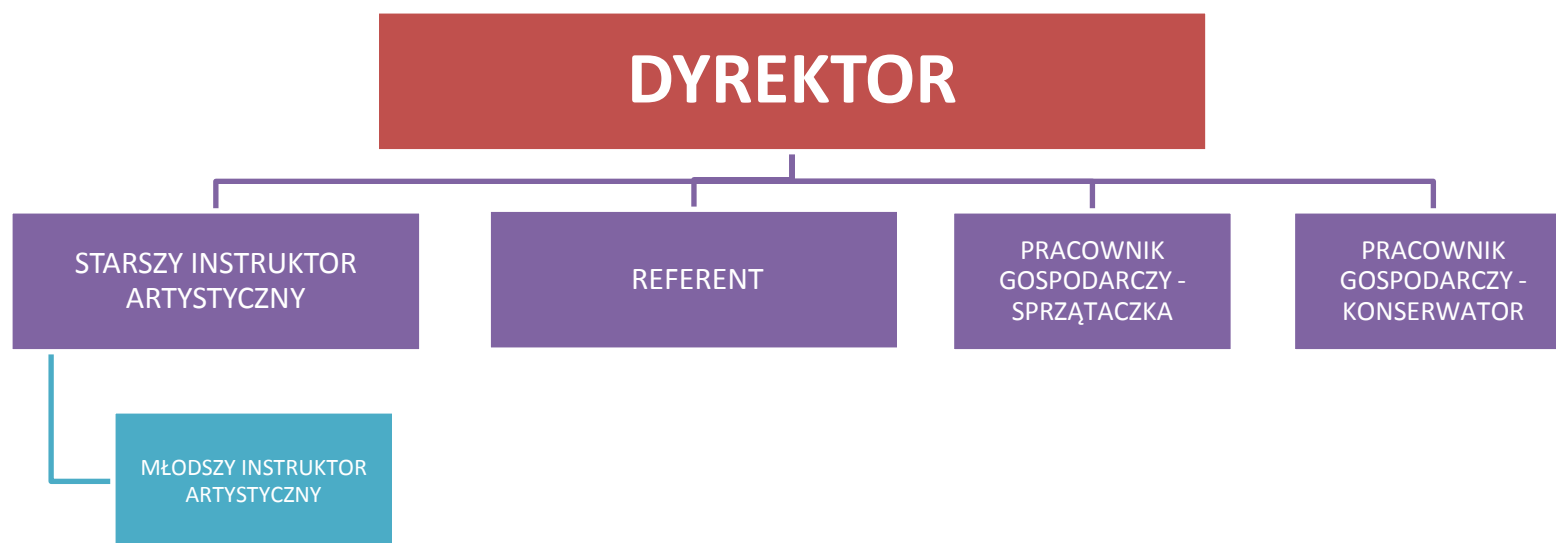 DYREKTOR
STARSZY INSTRUKTOR
ARTYSTYCZNY
REFERENT
PRACOWNIK
GOSPODARCZY -
SPRZĄTACZKA
PRACOWNIK
GOSPODARCZY -
KONSERWATOR
MŁODSZY INSTRUKTOR
ARTYSTYCZNY